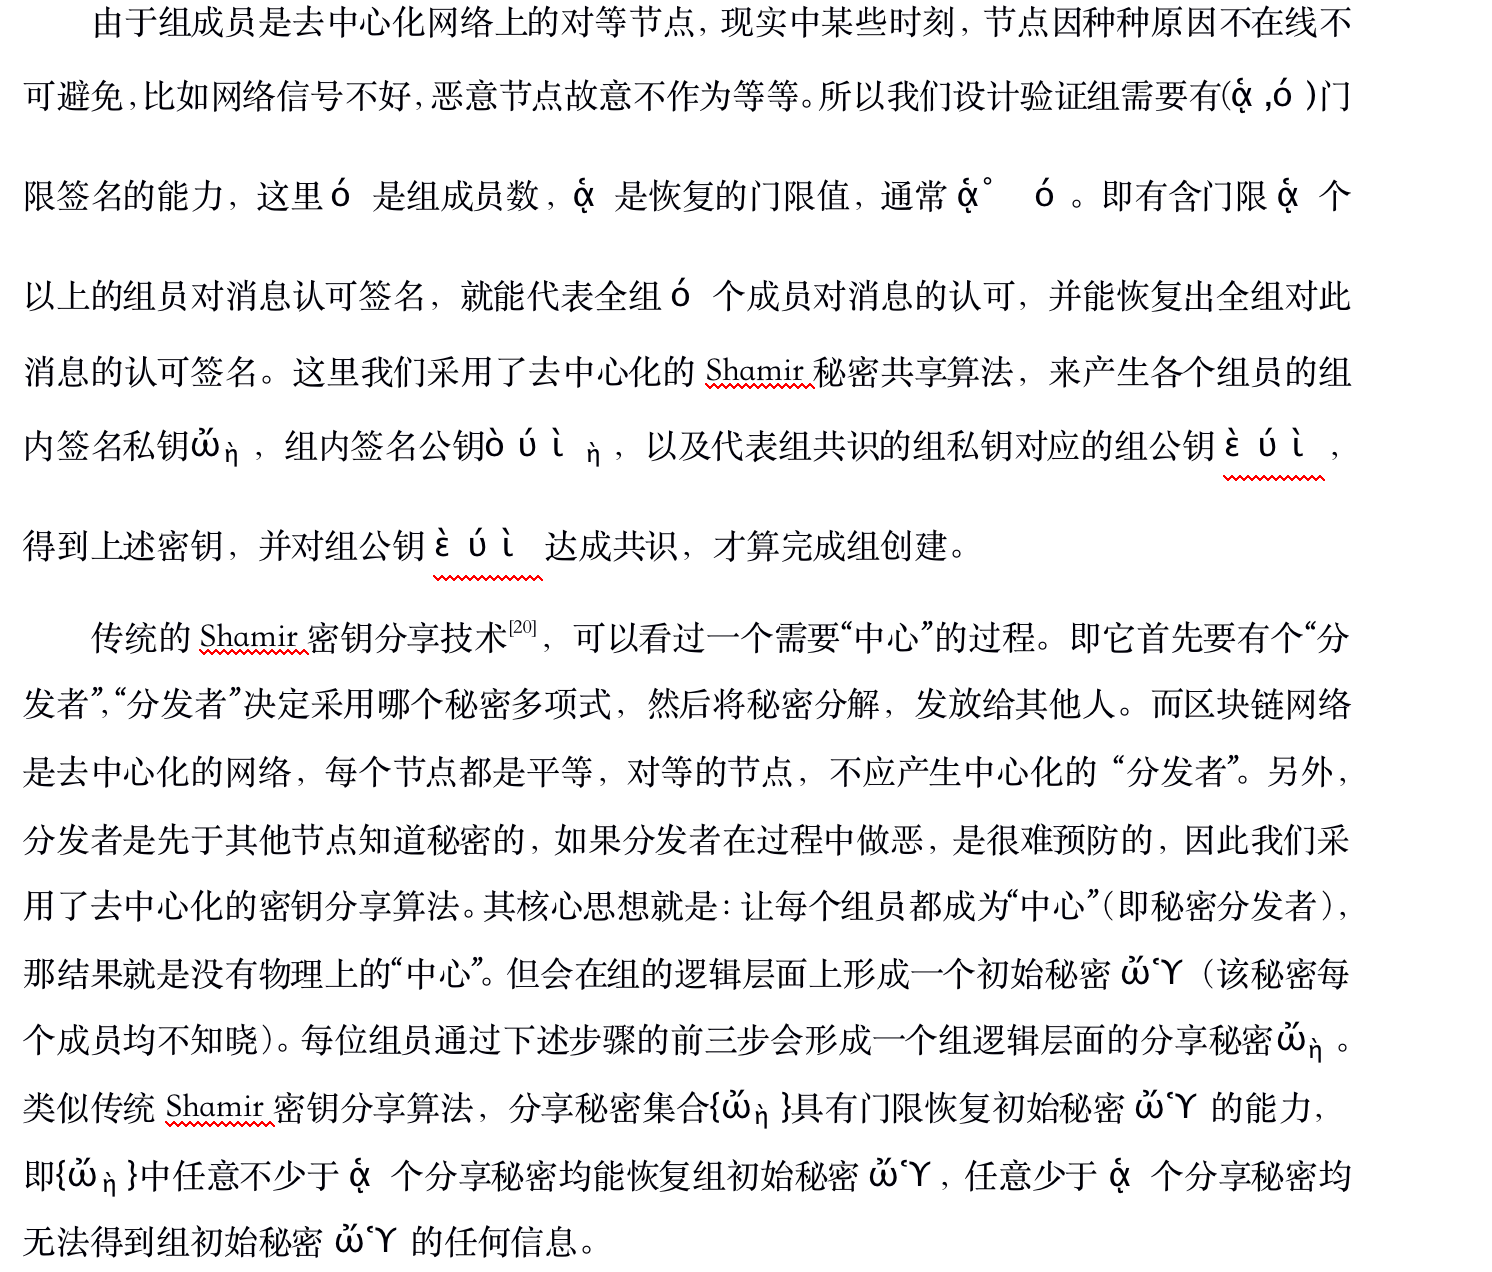 由于组成员是去中心化网络上的对等节点, 现实中某些时刻, 节点因种种原因不在线不
可避免,比如网络信号不好,恶意节点故意不作为等等。所以我们设计验证组需要有(ᾴ ,ό )门
限签名的能力, 这里 ό 是组成员数, ᾴ 是恢复的门限值, 通常 ᾴ° ό 。即有含门限 ᾴ 个
以上的组员对消息认可签名, 就能代表全组 ό 个成员对消息的认可, 并能恢复出全组对此
消息的认可签名。这里我们采用了去中心化的 Shamir 秘密共享算法, 来产生各个组员的组
内签名私钥ὤὴ , 组内签名公钥ὸ ύ ὶ ὴ , 以及代表组共识的组私钥对应的组公钥 ὲ ύ ὶ ,
得到上述密钥, 并对组公钥 ὲ ύ ὶ 达成共识, 才算完成组创建。
传统的 Shamir 密钥分享技术[20], 可以看过一个需要“中心”的过程。即它首先要有个“分
发者”,“分发者”决定采用哪个秘密多项式, 然后将秘密分解, 发放给其他人。而区块链网络
是去中心化的网络, 每个节点都是平等, 对等的节点, 不应产生中心化的 “分发者”。另外,
分发者是先于其他节点知道秘密的, 如果分发者在过程中做恶, 是很难预防的, 因此我们采
用了去中心化的密钥分享算法。其核心思想就是: 让每个组员都成为“中心”(即秘密分发者),
那结果就是没有物理上的“中心”。但会在组的逻辑层面上形成一个初始秘密 ὤὙ (该秘密每
个成员均不知晓)。每位组员通过下述步骤的前三步会形成一个组逻辑层面的分享秘密ὤὴ 。
类似传统 Shamir 密钥分享算法, 分享秘密集合{ὤὴ }具有门限恢复初始秘密 ὤὙ 的能力,
即{ὤὴ }中任意不少于 ᾴ 个分享秘密均能恢复组初始秘密 ὤὙ, 任意少于 ᾴ 个分享秘密均
无法得到组初始秘密 ὤὙ 的任何信息。